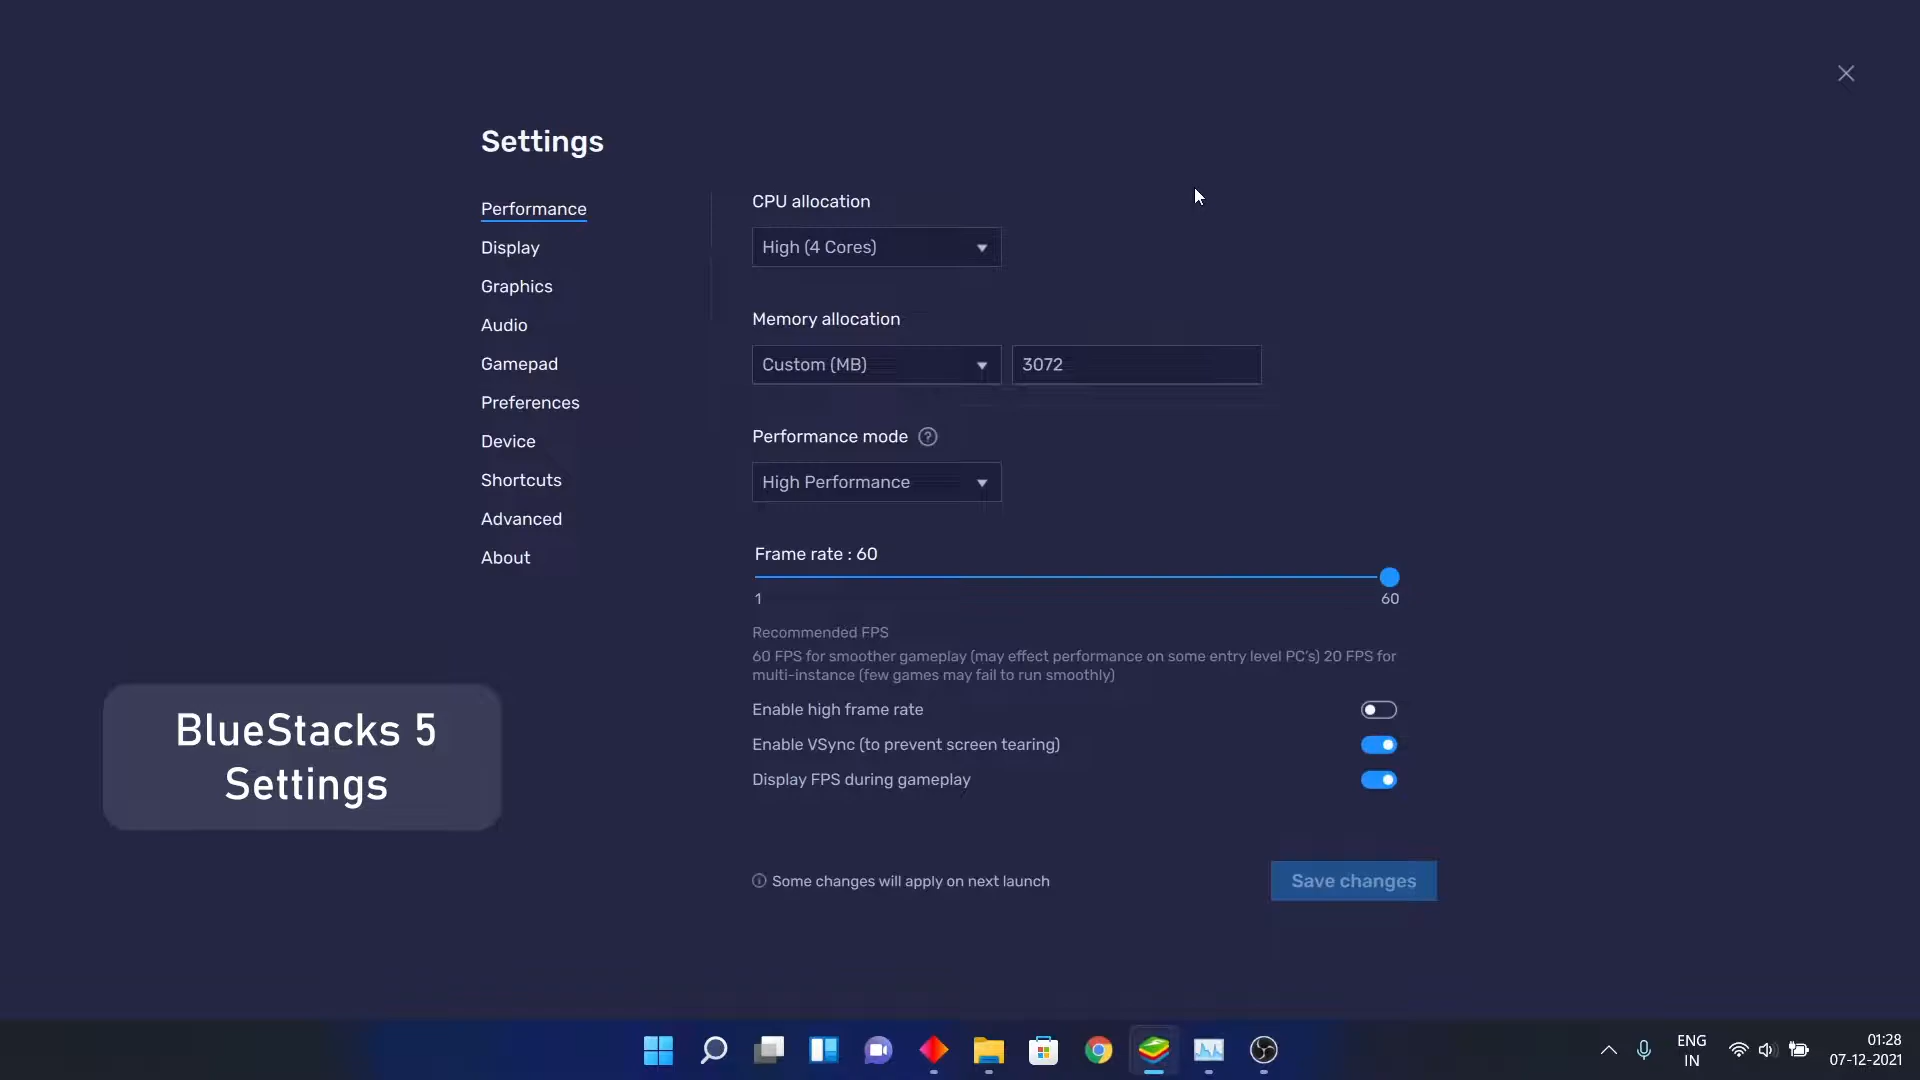 Settings
Performance
Display
Graphics
Audio
Gamepad
Preferences
Device
Shortcuts
Advanced
About
CPU allocation
High (4 Cores)
Memory allocation
Custom (MB)
3072
Performance mode
?
High Performance
Frame rate : 60
1
60
Recommended FPS
60 FPS for smoother gameplay (may effect performance on some entry level PC's) 20 FPS for
multi-instance (few games may fail to run smoothly)
Enable high frame rate
Enable VSync (to prevent screen tearing)
Display FPS during gameplay
Some changes will apply on next launch
Save changes
BlueStacks 5
Settings
ENG
IN
01:28
07-12-2021